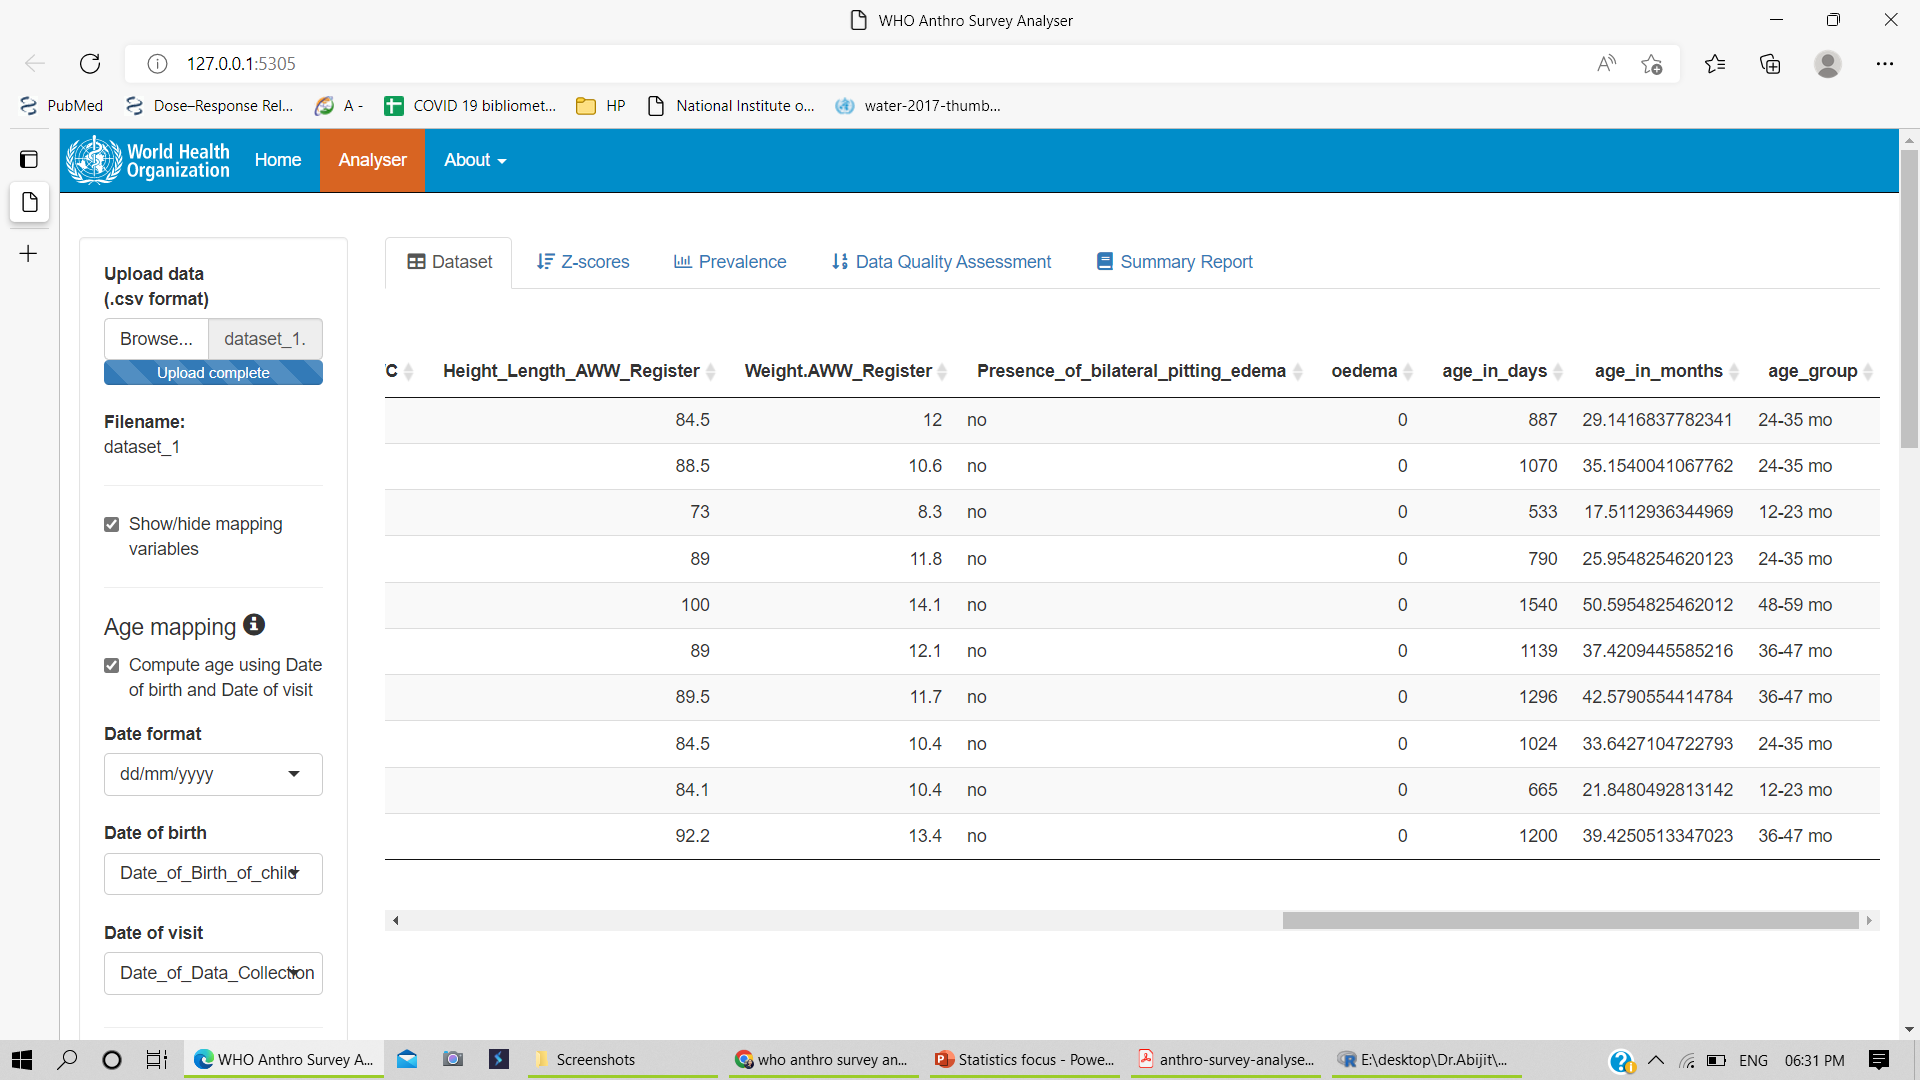 WHO Anthro Survey Analyser
127.0.0.1:5305
PubMed Dose–Response Rel... A - COVID 19 bibliomet... HP National Institute o... water-2017-thumb...
World Health Organization Home Analyser About
Upload data
(.csv format)
Browse... dataset_1.
Upload complete
Filename:
dataset_1
Show/hide mapping
variables
Age mapping
Compute age using Date
of birth and Date of visit
Date format
dd/mm/yyyy
Date of birth
Date_of_Birth_of_child
Date of visit
Date_of_Data_Collection
Dataset Z-scores Prevalence Data Quality Assessment Summary Report
C Height_Length_AWW_Register Weight.AWW_Register Presence_of_bilateral_pitting_edema oedema age_in_days age_in_months age_group
84.5 12 no 0 887 29.1416837782341 24-35 mo
88.5 10.6 no 0 1070 35.1540041067762 24-35 mo
73 8.3 no 0 533 17.5112936344969 12-23 mo
89 11.8 no 0 790 25.9548254620123 24-35 mo
100 14.1 no 0 1540 50.5954825462012 48-59 mo
89 12.1 no 0 1139 37.4209445585216 36-47 mo
89.5 11.7 no 0 1296 42.5790554414784 36-47 mo
84.5 10.4 no 0 1024 33.6427104722793 24-35 mo
84.1 10.4 no 0 665 21.8480492813142 12-23 mo
92.2 13.4 no 0 1200 39.4250513347023 36-47 mo
WHO Anthro Survey A... Screenshots who anthro survey an... Statistics focus - Powe... anthro-survey-analyse... E:\desktop\Dr.Abijit\... ENG 06:31 PM